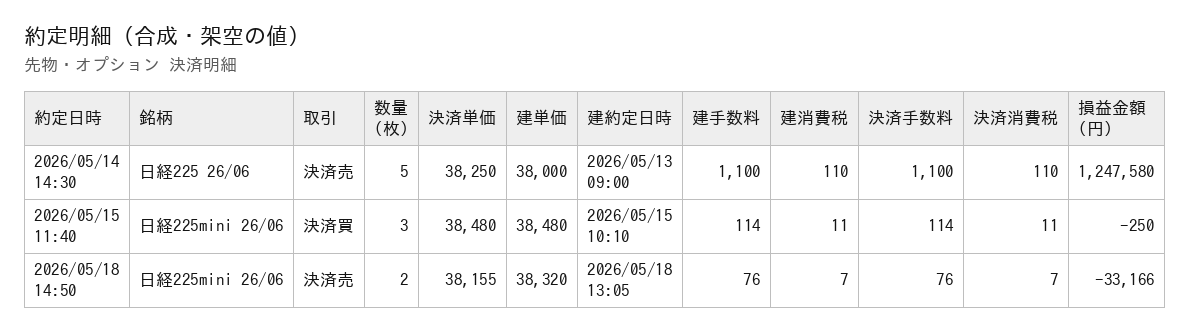 約定明細（合成・架空の値）
先物・オプション 決済明細
約定日時 銘柄 取引 数量（枚） 決済単価 建単価 建約定日時 建手数料 建消費税 決済手数料 決済消費税 損益金額（円）
2026/05/14 14:30 日経225 26/06 決済売 5 38,250 38,000 2026/05/13 09:00 1,100 110 1,100 110 1,247,580
2026/05/15 11:40 日経225mini 26/06 決済買 3 38,480 38,480 2026/05/15 10:10 114 11 114 11 -250
2026/05/18 14:50 日経225mini 26/06 決済売 2 38,155 38,320 2026/05/18 13:05 76 7 76 7 -33,166